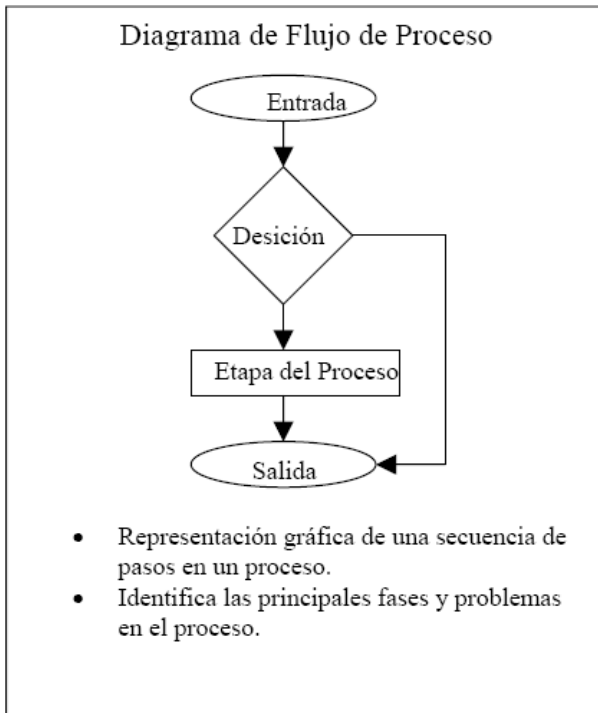 Diagrama de Flujo de Proceso
Entrada
Desición
Etapa del Proceso
Salida
• Representación gráfica de una secuencia de
pasos en un proceso.
• Identifica las principales fases y problemas
en el proceso.